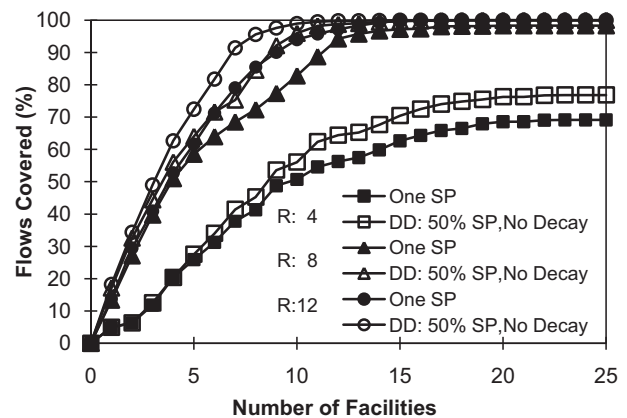 100
90
80
70
60
50
40
30
20
10
0
Flows Covered (%)
R: 4
One SP
DD: 50% SP,No Decay
R: 8
One SP
DD: 50% SP,No Decay
R:12
One SP
DD: 50% SP,No Decay
0 5 10 15 20 25
Number of Facilities